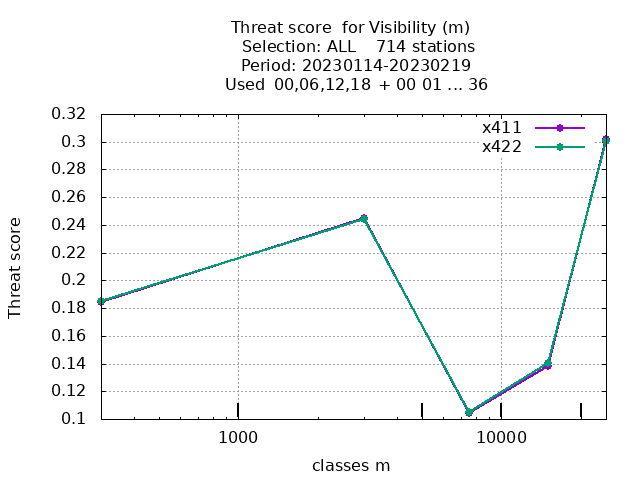 Threat score  for Visibility (m)
Selection: ALL    714 stations
Period: 20230114-20230219
Used  00,06,12,18  + 00 01 ... 36
0.32
0.3
0.28
0.26
0.24
0.22
0.2
0.18
0.16
0.14
0.12
0.1
Threat score
x411
x422
1000
10000
classes m